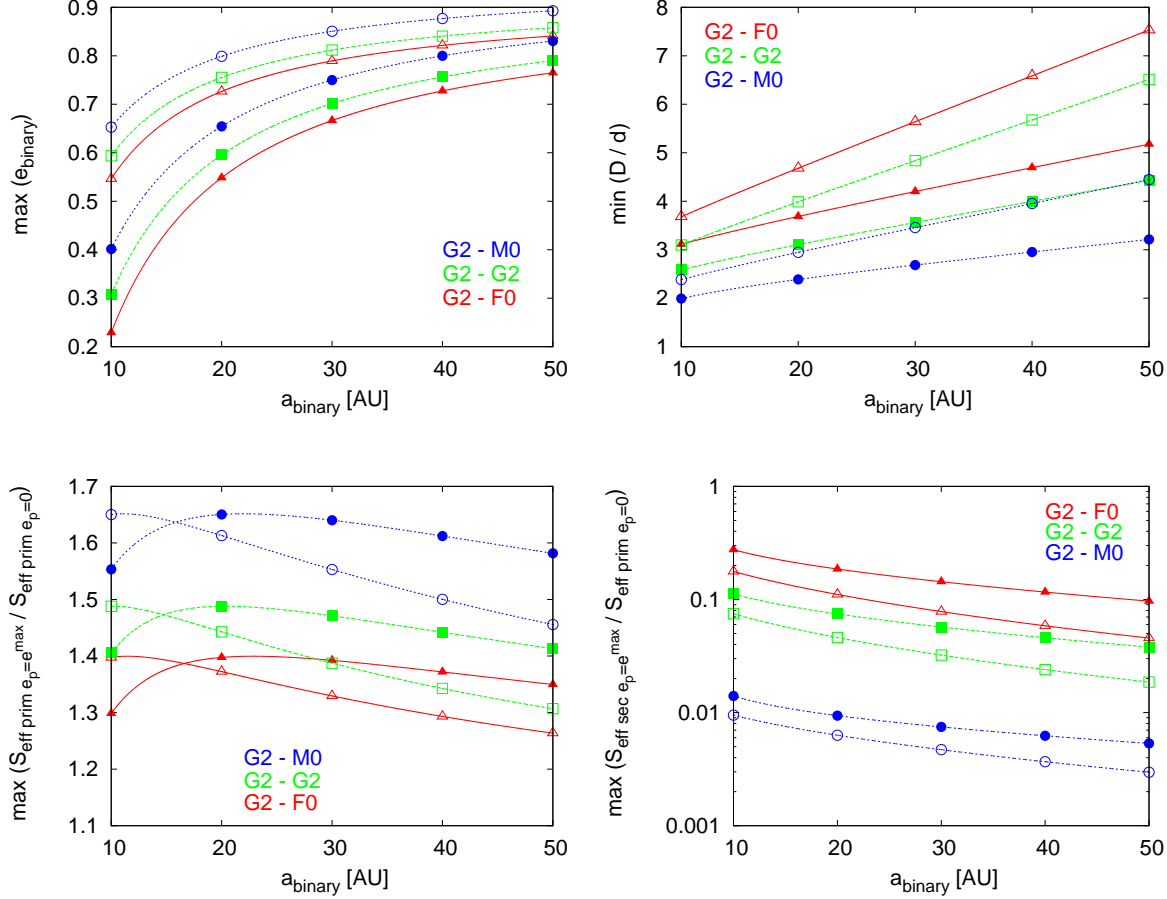 max (e_binary)
0.9
0.8
0.7
0.6
0.5
0.4
0.3
0.2
G2 - M0
G2 - G2
G2 - F0
10 20 30 40 50
a_binary [AU]
min (D / d)
8
7
6
5
4
3
2
1
G2 - F0
G2 - G2
G2 - M0
10 20 30 40 50
a_binary [AU]
max (S_eff prim e_p=e^max / S_eff prim e_p=0)
1.7
1.6
1.5
1.4
1.3
1.2
1.1
G2 - M0
G2 - G2
G2 - F0
10 20 30 40 50
a_binary [AU]
max (S_eff sec e_p=e^max / S_eff prim e_p=0)
1
0.1
0.01
0.001
G2 - F0
G2 - G2
G2 - M0
10 20 30 40 50
a_binary [AU]